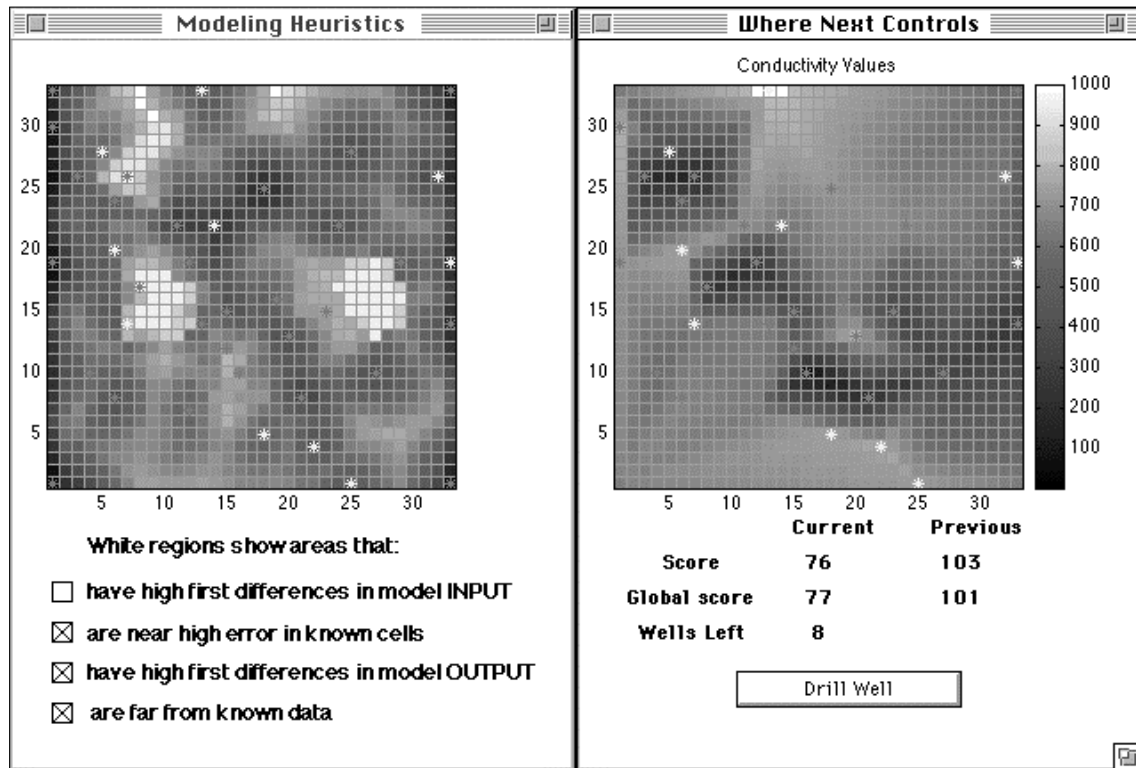 Modeling Heuristics
30
25
20
15
10
5
5 10 15 20 25 30
White regions show areas that:
have high first differences in model INPUT
are near high error in known cells
have high first differences in model OUTPUT
are far from known data
Where Next Controls
Conductivity Values
30
25
20
15
10
5
5 10 15 20 25 30
1000
900
800
700
600
500
400
300
200
100
Current Previous
Score 76 103
Global score 77 101
Wells Left 8
Drill Well